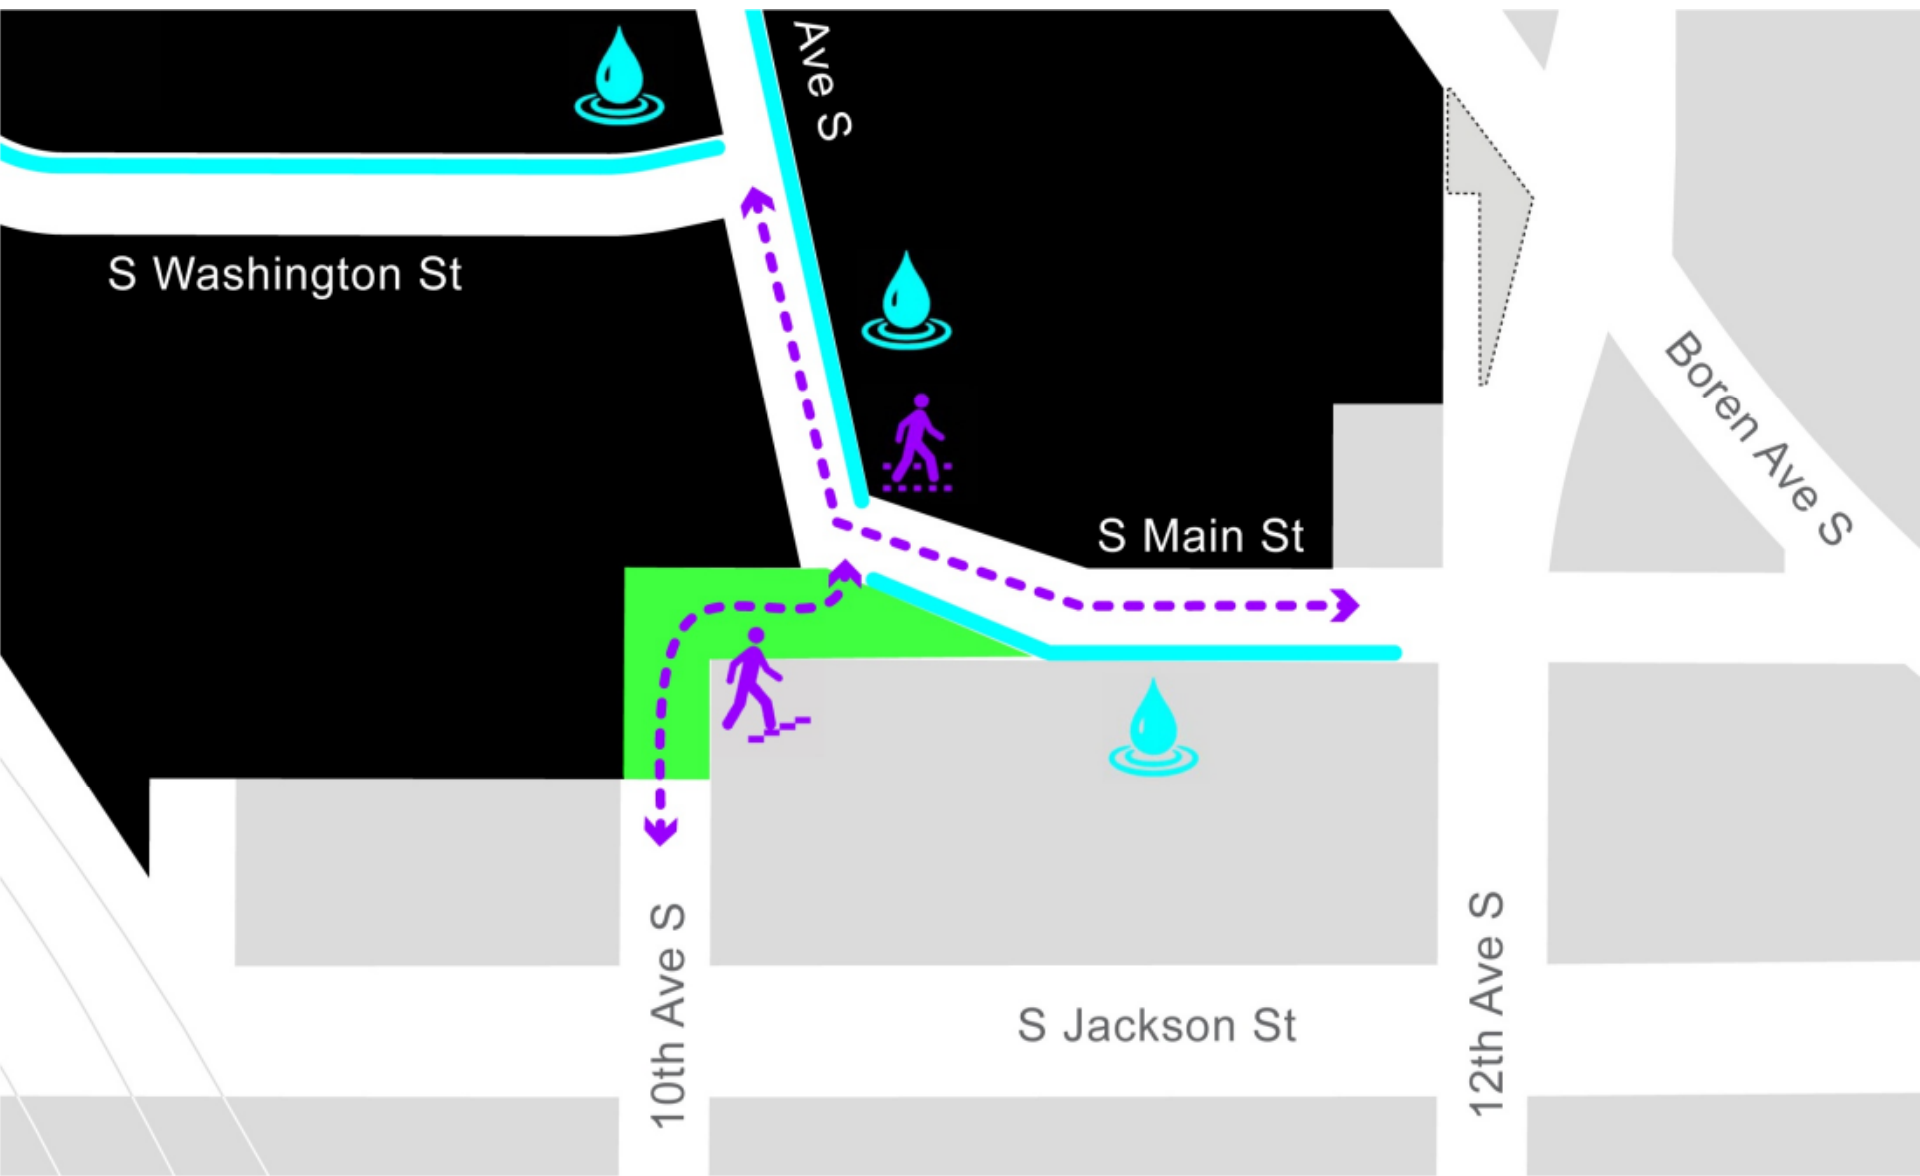 Ave S
S Washington St
Boren Ave S
S Main St
10th Ave S
12th Ave S
S Jackson St